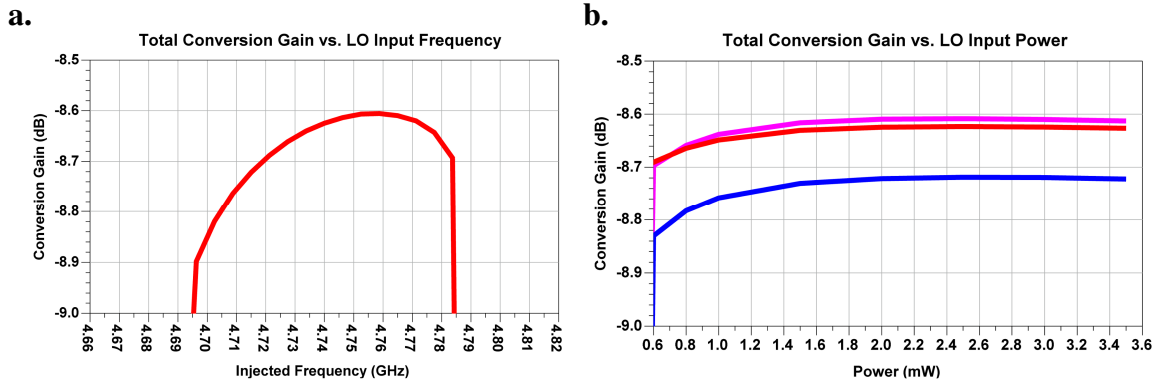 a.
Total Conversion Gain vs. LO Input Frequency
Conversion Gain (dB)
-8.5
-8.6
-8.7
-8.8
-8.9
-9.0
4.66 4.67 4.68 4.69 4.70 4.71 4.72 4.73 4.74 4.75 4.76 4.77 4.78 4.79 4.80 4.81 4.82
Injected Frequency (GHz)
b.
Total Conversion Gain vs. LO Input Power
Conversion Gain (dB)
-8.5
-8.6
-8.7
-8.8
-8.9
-9.0
0.6 0.8 1.0 1.2 1.4 1.6 1.8 2.0 2.2 2.4 2.6 2.8 3.0 3.2 3.4 3.6
Power (mW)